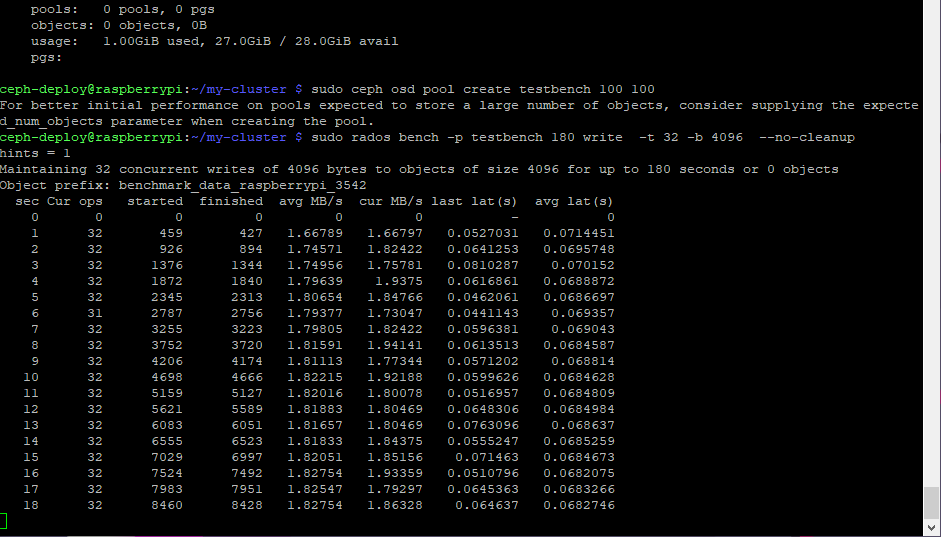 pools:   0 pools, 0 pgs
objects: 0 objects, 0B
usage:   1.00GiB used, 27.0GiB / 28.0GiB avail
pgs:
ceph-deploy@raspberrypi:~/my-cluster $ sudo ceph osd pool create testbench 100 100
For better initial performance on pools expected to store a large number of objects, consider supplying the expecte
d_num_objects parameter when creating the pool.
ceph-deploy@raspberrypi:~/my-cluster $ sudo rados bench -p testbench 180 write  -t 32 -b 4096  --no-cleanup
hints = 1
Maintaining 32 concurrent writes of 4096 bytes to objects of size 4096 for up to 180 seconds or 0 objects
Object prefix: benchmark_data_raspberrypi_3542
sec Cur ops   started  finished  avg MB/s  cur MB/s last lat(s)  avg lat(s)
0 0 0 0 0 0 - 0
1 32 459 427 1.66789 1.66797 0.0527031 0.0714451
2 32 926 894 1.74571 1.82422 0.0641253 0.0695748
3 32 1376 1344 1.74956 1.75781 0.0810287 0.070152
4 32 1872 1840 1.79639 1.9375 0.0616861 0.0688872
5 32 2345 2313 1.80654 1.84766 0.0462061 0.0686697
6 31 2787 2756 1.79377 1.73047 0.0441143 0.069357
7 32 3255 3223 1.79805 1.82422 0.0596381 0.069043
8 32 3752 3720 1.81591 1.94141 0.0613513 0.0684587
9 32 4206 4174 1.81113 1.77344 0.0571202 0.068814
10 32 4698 4666 1.82215 1.92188 0.0599626 0.0684628
11 32 5159 5127 1.82016 1.80078 0.0516957 0.0684809
12 32 5621 5589 1.81883 1.80469 0.0648306 0.0684984
13 32 6083 6051 1.81657 1.80469 0.0763096 0.068637
14 32 6555 6523 1.81833 1.84375 0.0555247 0.0685259
15 32 7029 6997 1.82051 1.85156 0.071463 0.0684673
16 32 7524 7492 1.82754 1.93359 0.0510796 0.0682075
17 32 7983 7951 1.82547 1.79297 0.0645363 0.0683266
18 32 8460 8428 1.82754 1.86328 0.064637 0.0682746